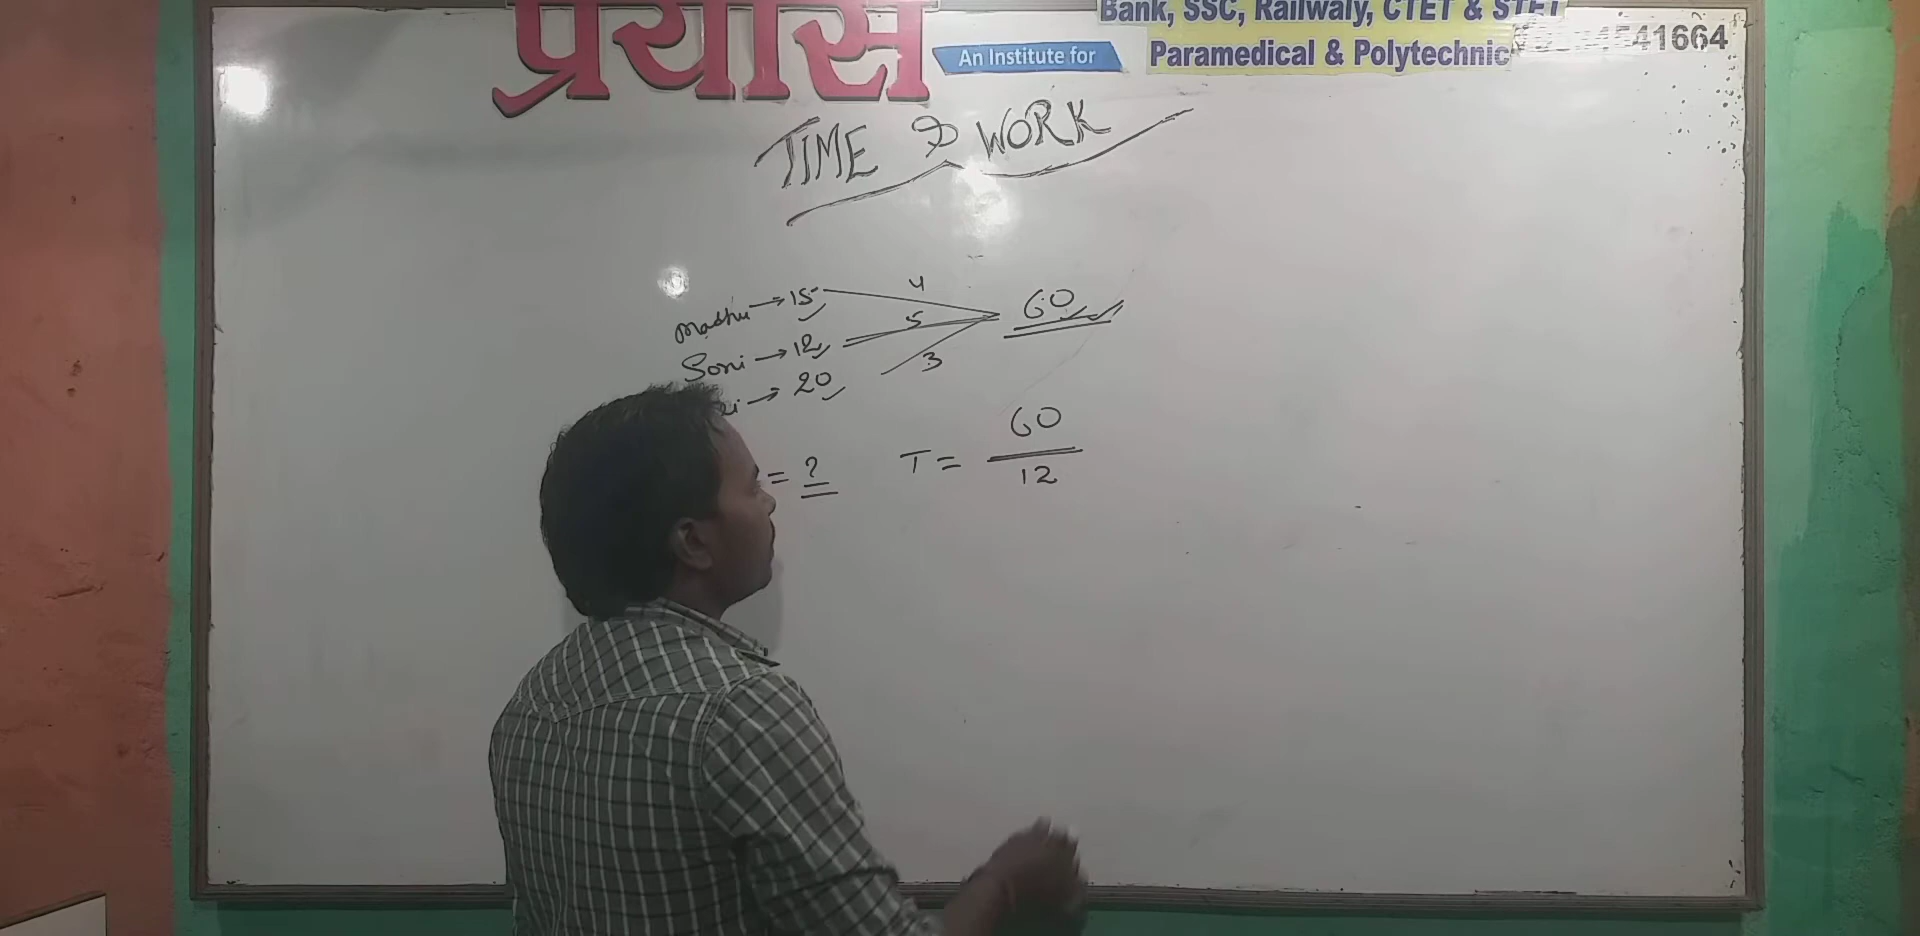 प्रयास
Bank, SSC, Railwaly, CTET & STET
An Institute for
Paramedical & Polytechnic
4541664
TIME & WORK
Madhu → 15 4 60
Soni → 12 5
→ 20 3
= ? T = 60
12